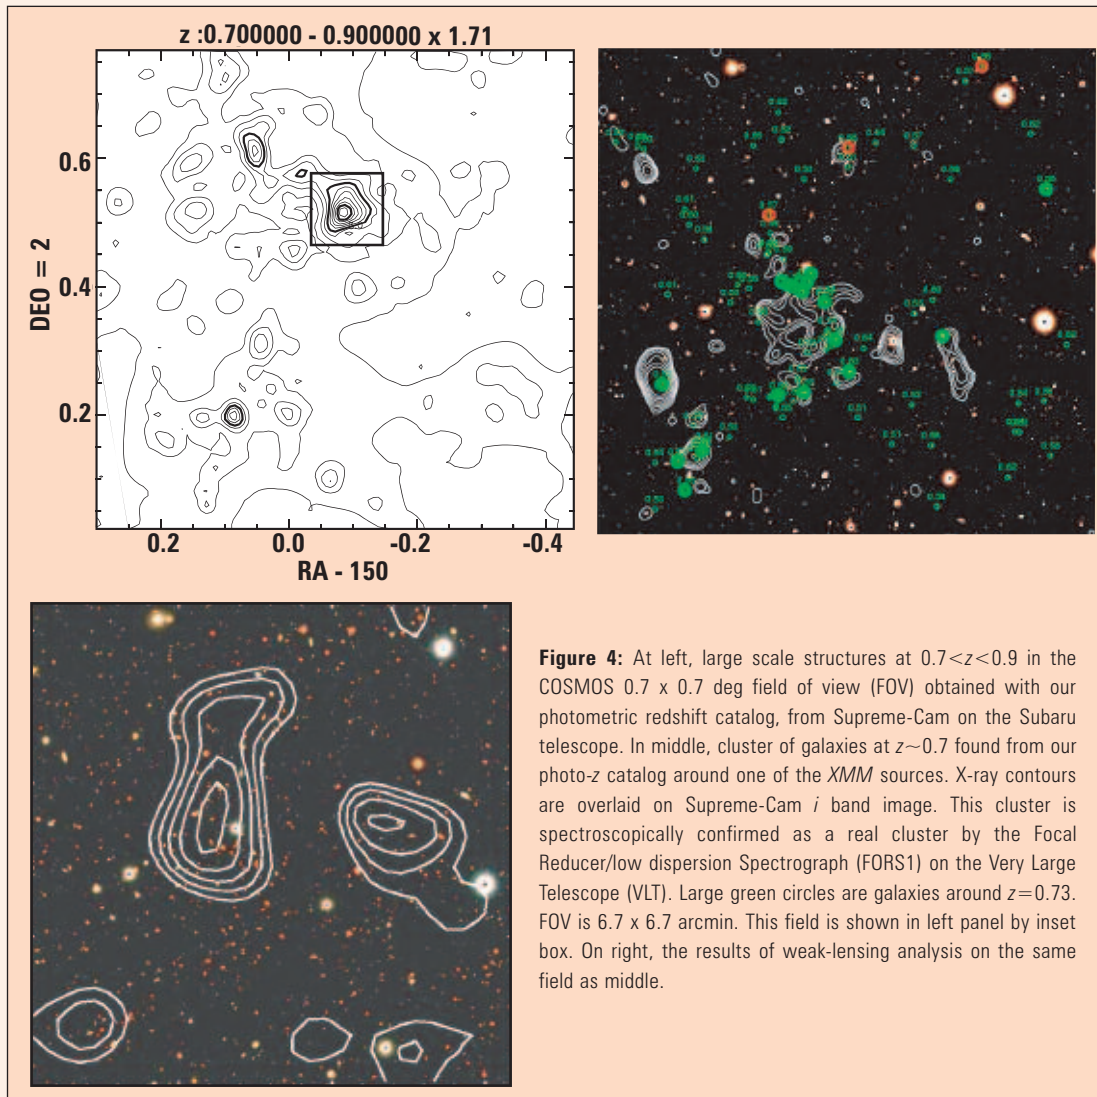 z :0.700000 - 0.900000 x 1.71
DEO = 2
0.6
0.4
0.2
0.2
0.0
-0.2
-0.4
RA - 150
Figure 4: At left, large scale structures at 0.7<z<0.9 in the
COSMOS 0.7 x 0.7 deg field of view (FOV) obtained with our
photometric redshift catalog, from Supreme-Cam on the Subaru
telescope. In middle, cluster of galaxies at z~0.7 found from our
photo-z catalog around one of the XMM sources. X-ray contours
are overlaid on Supreme-Cam i band image. This cluster is
spectroscopically confirmed as a real cluster by the Focal
Reducer/low dispersion Spectrograph (FORS1) on the Very Large
Telescope (VLT). Large green circles are galaxies around z=0.73.
FOV is 6.7 x 6.7 arcmin. This field is shown in left panel by inset
box. On right, the results of weak-lensing analysis on the same
field as middle.